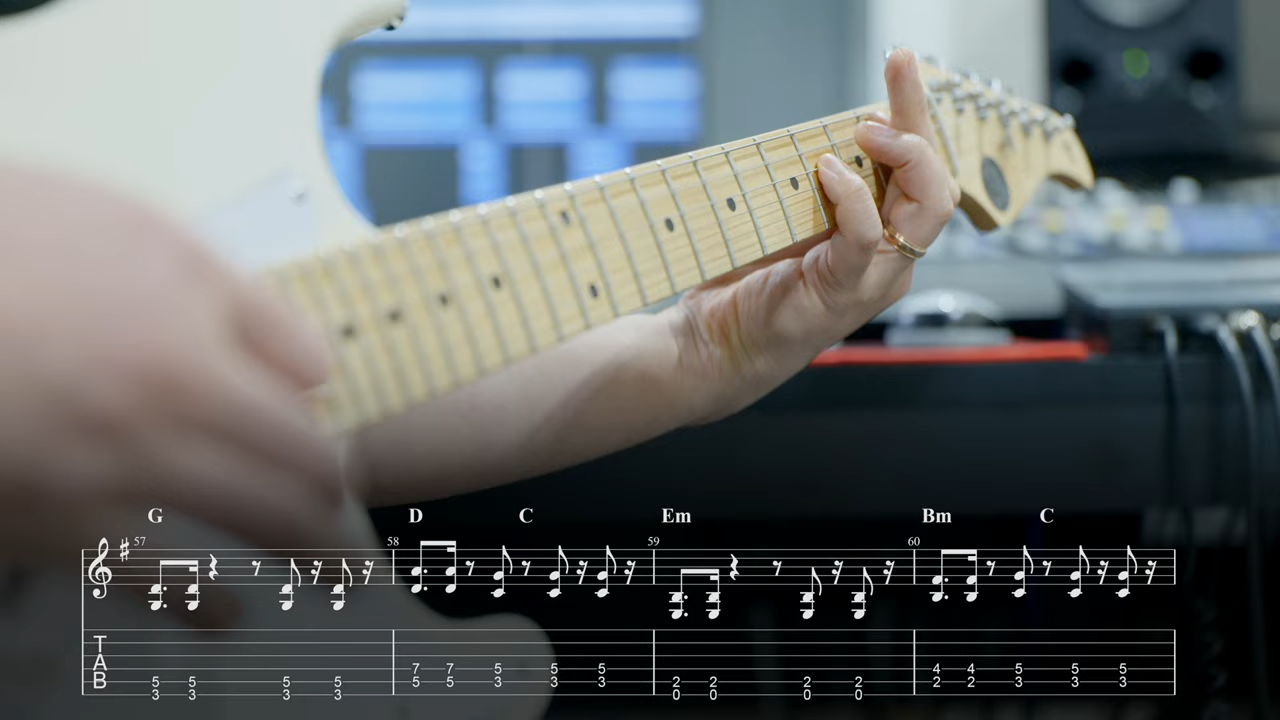 G D C Em Bm C
57 58 59 60
T
A
B
7 7 5 5 5 4 4 5 5 5
5 5 5 5 5 5 3 3 3 2 2 2 2 2 2 3 3 3
3 3 3 3 0 0 0 0